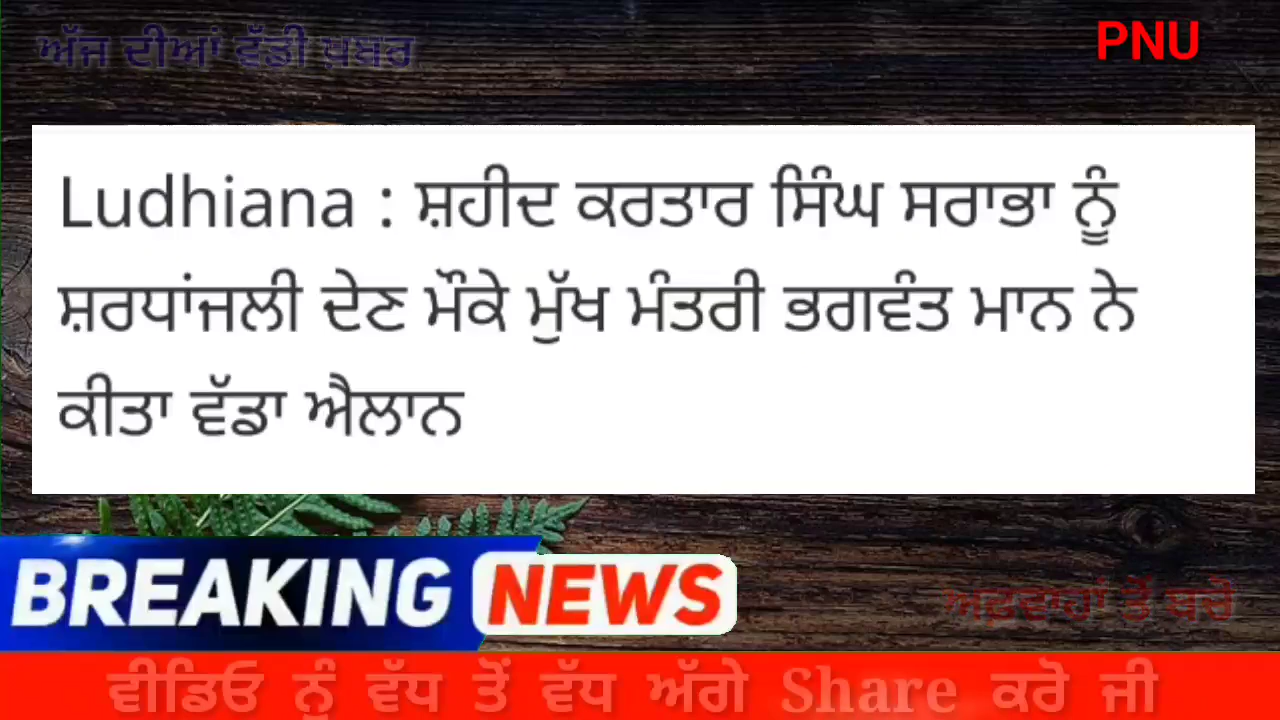 ਅੱਜ ਦੀਆਂ ਵੱਡੀ ਖ਼ਬਰ
PNU
Ludhiana : ਸ਼ਹੀਦ ਕਰਤਾਰ ਸਿੰਘ ਸਰਾਭਾ ਨੂੰ
ਸ਼ਰਧਾਂਜਲੀ ਦੇਣ ਮੌਕੇ ਮੁੱਖ ਮੰਤਰੀ ਭਗਵੰਤ ਮਾਨ ਨੇ
ਕੀਤਾ ਵੱਡਾ ਐਲਾਨ
BREAKING NEWS
ਅਫ਼ਵਾਹਾਂ ਤੋਂ ਬਚੋ
ਵੀਡਿਓ ਨੂੰ ਵੱਧ ਤੋਂ ਵੱਧ ਅੱਗੇ Share ਕਰੋ ਜੀ